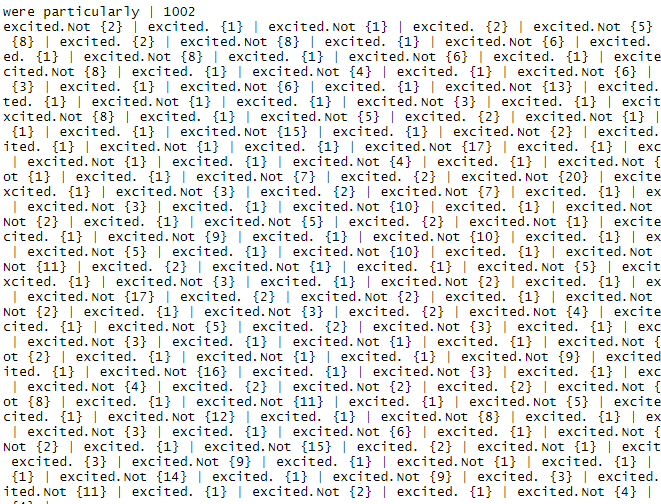 were particularly | 1002
excited.Not {2} | excited. {1} | excited.Not {1} | excited. {2} | excited.Not {5}
{8} | excited. {2} | excited.Not {8} | excited. {1} | excited.Not {6} | excited.
ed. {1} | excited.Not {8} | excited. {1} | excited.Not {6} | excited. {1} | excite
cited.Not {8} | excited. {1} | excited.Not {4} | excited. {1} | excited.Not {6} |
{3} | excited. {1} | excited.Not {6} | excited. {1} | excited.Not {13} | excited.
ted. {1} | excited.Not {1} | excited. {1} | excited.Not {3} | excited. {1} | excit
xcited.Not {8} | excited. {1} | excited.Not {5} | excited. {2} | excited.Not {1} |
{1} | excited. {1} | excited.Not {15} | excited. {1} | excited.Not {2} | excited.
ited. {1} | excited.Not {1} | excited. {1} | excited.Not {17} | excited. {1} | exc
| excited.Not {1} | excited. {1} | excited.Not {4} | excited. {1} | excited.Not {
ot {1} | excited. {1} | excited.Not {7} | excited. {2} | excited.Not {20} | excite
xcited. {1} | excited.Not {3} | excited. {2} | excited.Not {7} | excited. {1} | ex
| excited.Not {3} | excited. {1} | excited.Not {10} | excited. {1} | excited.Not
Not {2} | excited. {1} | excited.Not {5} | excited. {2} | excited.Not {1} | excite
cited. {1} | excited.Not {9} | excited. {1} | excited.Not {10} | excited. {1} | ex
| excited.Not {5} | excited. {1} | excited.Not {10} | excited. {1} | excited.Not
Not {11} | excited. {2} | excited.Not {1} | excited. {1} | excited.Not {5} | excit
xcited. {1} | excited.Not {3} | excited. {1} | excited.Not {2} | excited. {1} | ex
| excited.Not {17} | excited. {2} | excited.Not {2} | excited. {1} | excited.Not
Not {2} | excited. {1} | excited.Not {3} | excited. {2} | excited.Not {4} | excite
cited. {1} | excited.Not {5} | excited. {2} | excited.Not {3} | excited. {1} | exc
| excited.Not {3} | excited. {1} | excited.Not {1} | excited. {1} | excited.Not {
ot {2} | excited. {1} | excited.Not {1} | excited. {1} | excited.Not {9} | excited
ited. {1} | excited.Not {16} | excited. {1} | excited.Not {3} | excited. {1} | exc
| excited.Not {4} | excited. {2} | excited.Not {2} | excited. {2} | excited.Not {
ot {8} | excited. {1} | excited.Not {11} | excited. {1} | excited.Not {5} | excite
cited. {1} | excited.Not {12} | excited. {1} | excited.Not {8} | excited. {1} | ex
| excited.Not {3} | excited. {1} | excited.Not {6} | excited. {1} | excited.Not {
Not {2} | excited. {1} | excited.Not {15} | excited. {2} | excited.Not {1} | excit
excited. {3} | excited.Not {9} | excited. {1} | excited.Not {1} | excited. {1} |
{1} | excited.Not {14} | excited. {1} | excited.Not {9} | excited. {3} | excited.
ited.Not {11} | excited. {1} | excited.Not {2} | excited. {1} | excited.Not {4} |